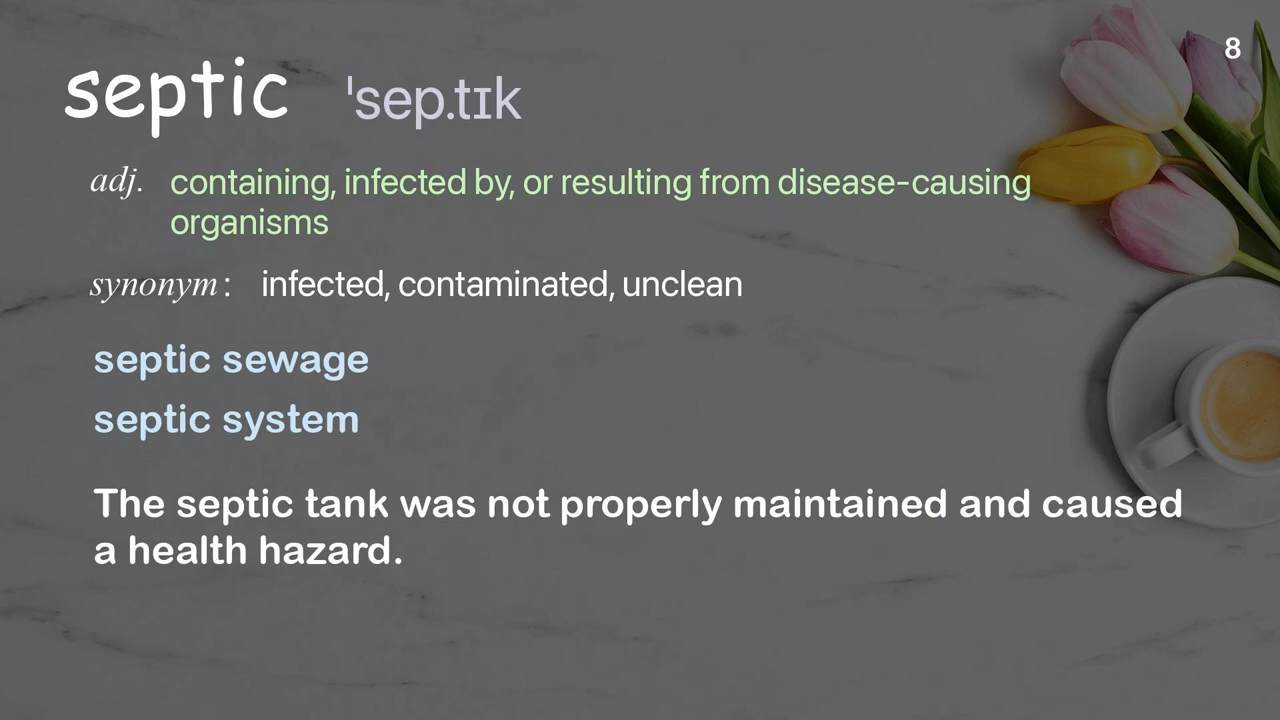 8
septic ˈsep.tɪk
adj. containing, infected by, or resulting from disease-causing
organisms
synonym: infected, contaminated, unclean
septic sewage
septic system
The septic tank was not properly maintained and caused
a health hazard.